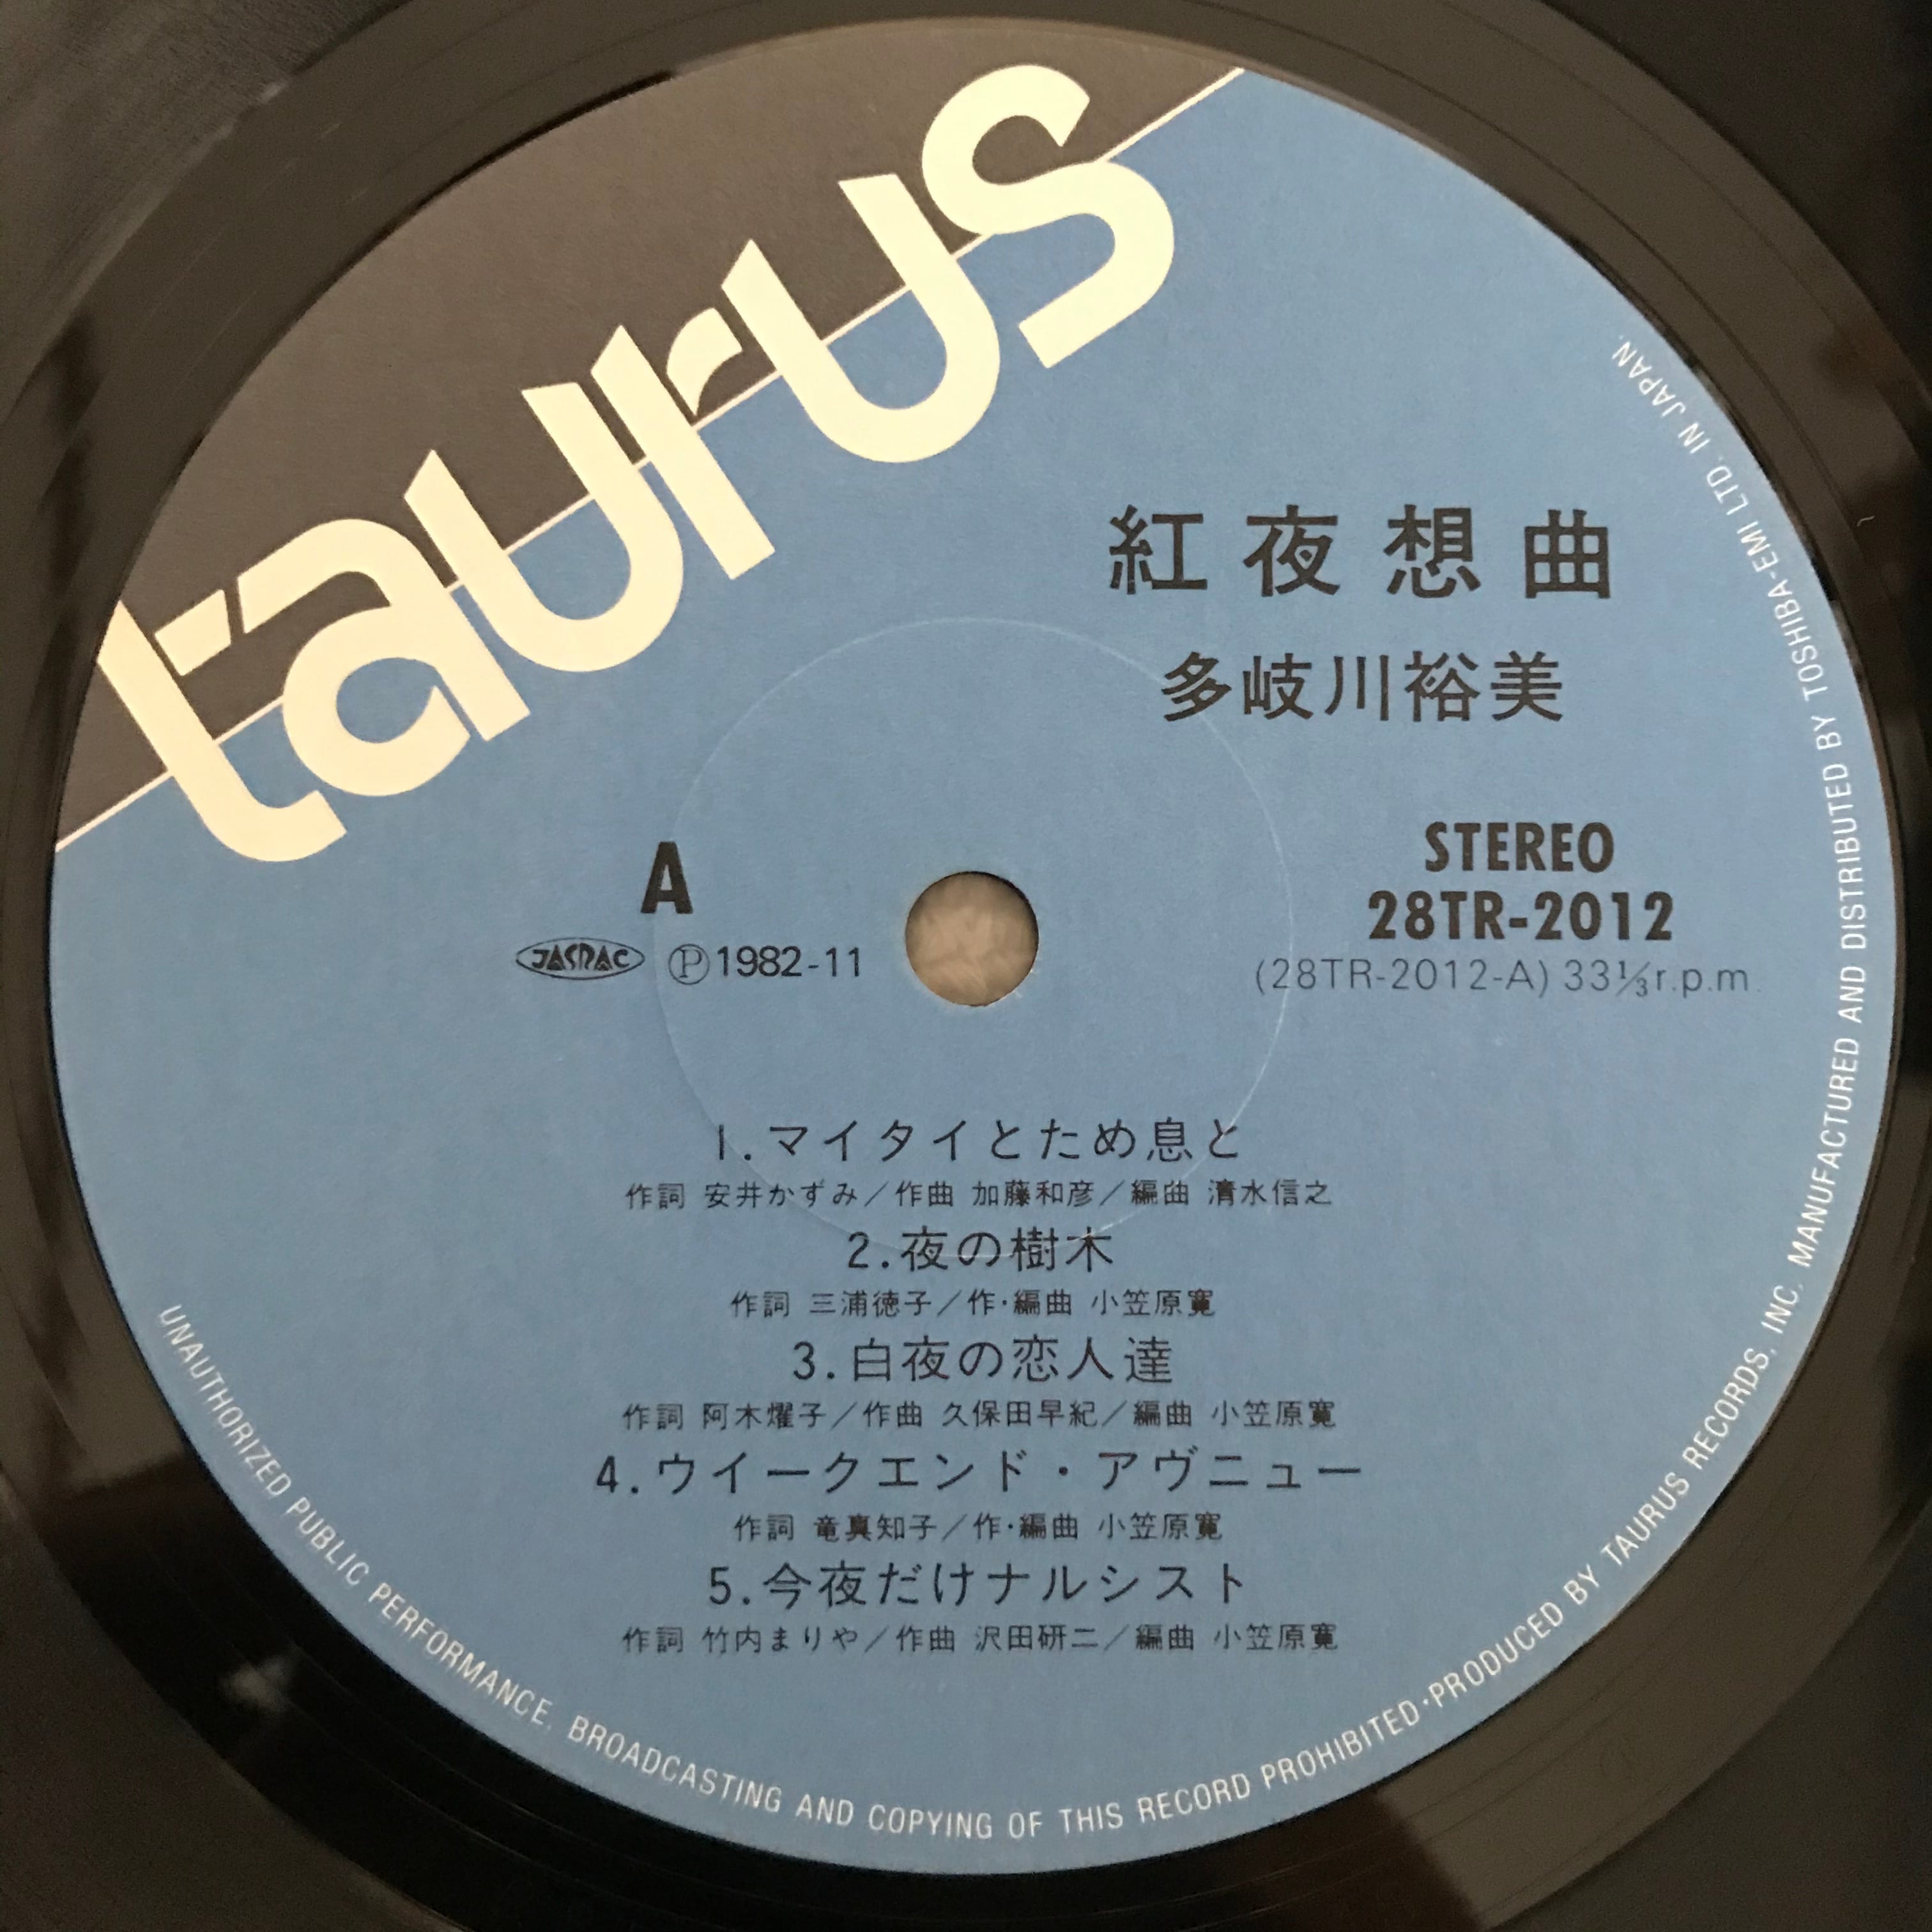 taurus
紅夜想曲
多岐川裕美
A
JASRAC Ⓟ1982-11
STEREO
28TR-2012
(28TR-2012-A) 33⅓r.p.m.
1.マイタイとため息と
作詞 安井かずみ/作曲 加藤和彦/編曲 清水信之
2.夜の樹木
作詞 三浦徳子/作・編曲 小笠原寛
3.白夜の恋人達
作詞 阿木燿子/作曲 久保田早紀/編曲 小笠原寛
4.ウイークエンド・アヴニュー
作詞 竜真知子/作・編曲 小笠原寛
5.今夜だけナルシスト
作詞 竹内まりや/作曲 沢田研二/編曲 小笠原寛
UNAUTHORIZED PUBLIC PERFORMANCE, BROADCASTING AND COPYING OF THIS RECORD PROHIBITED・PRODUCED BY TAURUS RECORDS, INC. MANUFACTURED AND DISTRIBUTED BY TOSHIBA-EMI LTD. IN JAPAN.